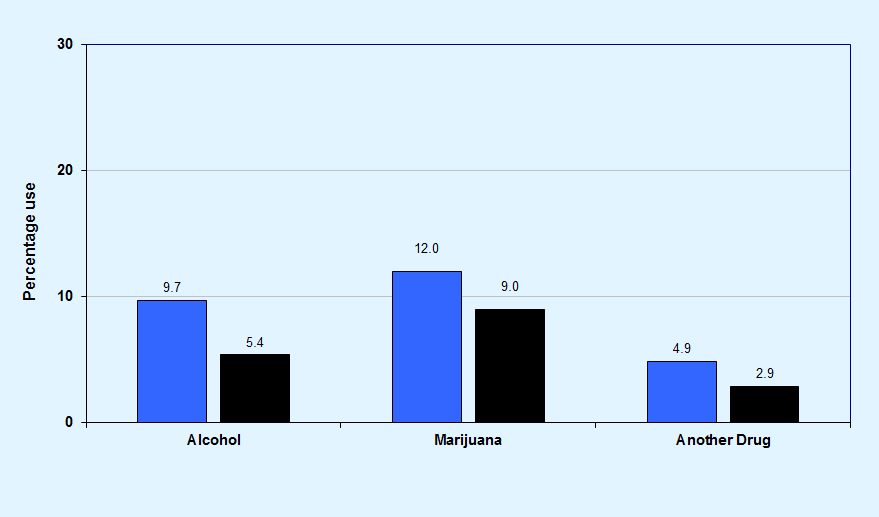 30
20
10
0
Percentage use
9.7
5.4
12.0
9.0
4.9
2.9
Alcohol
Marijuana
Another Drug